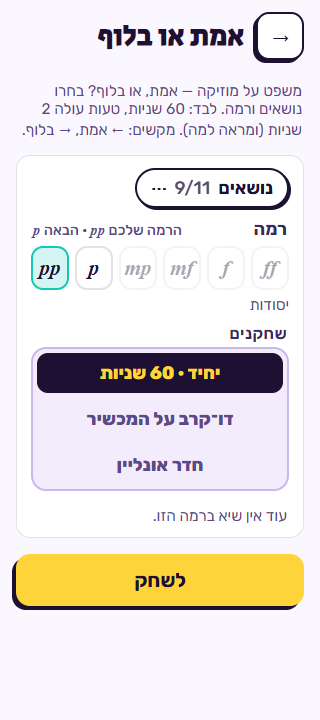 →
אמת או בלוף
משפט על מוזיקה — אמת, או בלוף? בחרו
נושאים ורמה. לבד: 60 שניות, טעות עולה 2
שניות (ומראה למה). מקשים: ← אמת, → בלוף.
נושאים 9/11 ⋯
רמה
הרמה שלכם pp · הבאה p
pp p mp mf f ff
יסודות
שחקנים
יחיד · 60 שניות
דו־קרב על המכשיר
חדר אונליין
עוד אין שיא ברמה הזו.
לשחק